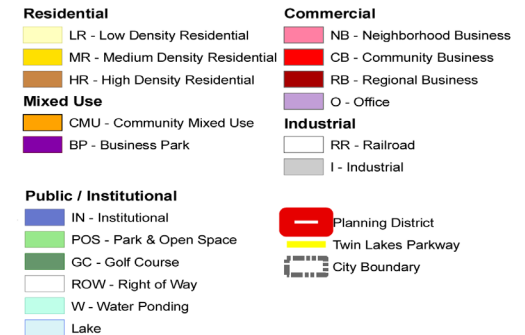 Residential
LR - Low Density Residential
MR - Medium Density Residential
HR - High Density Residential
Mixed Use
CMU - Community Mixed Use
BP - Business Park
Commercial
NB - Neighborhood Business
CB - Community Business
RB - Regional Business
O - Office
Industrial
RR - Railroad
I - Industrial
Public / Institutional
IN - Institutional
POS - Park & Open Space
GC - Golf Course
ROW - Right of Way
W - Water Ponding
Lake
Planning District
Twin Lakes Parkway
City Boundary